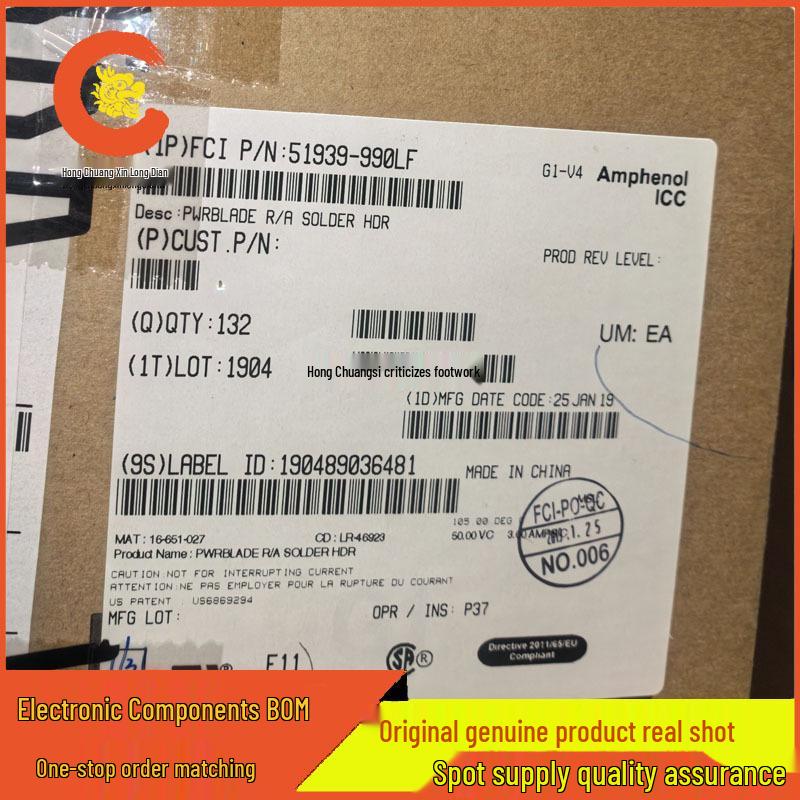 (1P)FCI P/N:51939-990LF
G1-V4 Amphenol
ICC
Hong Chuang Xin Long Dian
Desc:PWRBLADE R/A SOLDER HDR
(P)CUST.P/N:
PROD REV LEVEL:
(Q)QTY:132
UM: EA
(1T)LOT:1904
Hong Chuangsi criticizes footwork
(1D)MFG DATE CODE:25JAN19
(9S)LABEL ID:190489036481
MADE IN CHINA
105 00 DEG
FCI-PO-QC
MAT: 16-651-027
CD: LR46923
50.00 VC
1.25
Product Name: PWRBLADE R/A SOLDER HDR
NO.006
CAUTION:NOT FOR INTERRUPTING CURRENT
ATTENTION:NE PAS EMPLOYER POUR LA RUPTURE DU COURANT
US PATENT: US6869294
MFG LOT:
OPR / INS: P37
E11
Directive 2011/65/EU
Compliant
Electronic Components BOM
Original genuine product real shot
One-stop order matching
Spot supply quality assurance